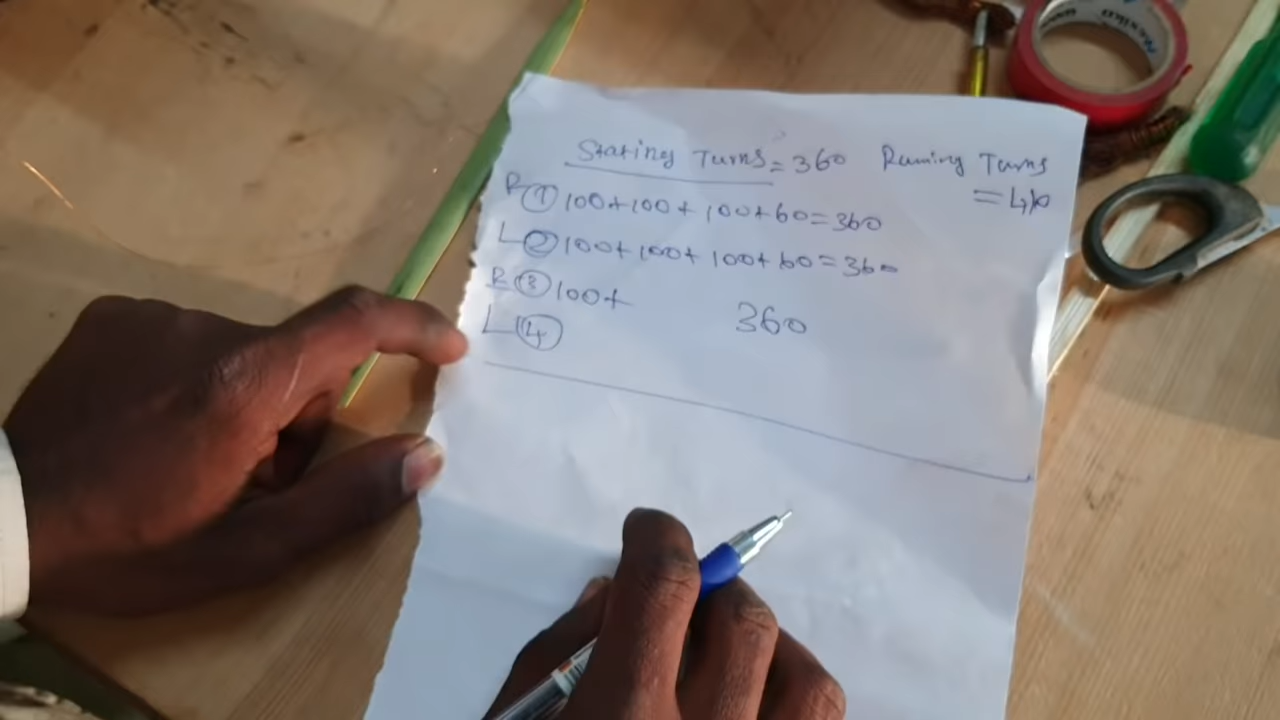 Stating Turns = 360 Running Turns
= 40
R ① 100+100+100+60=360
L ② 100+100+100+60=360
R ③ 100+ 360
L ④